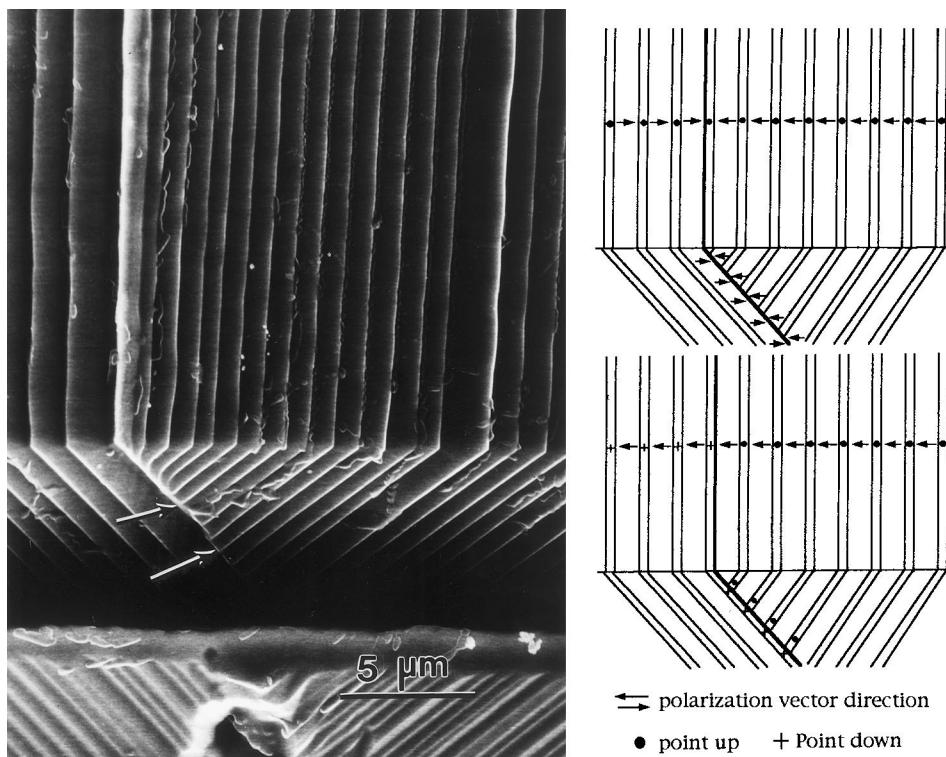 5 μm
polarization vector direction
point up + Point down